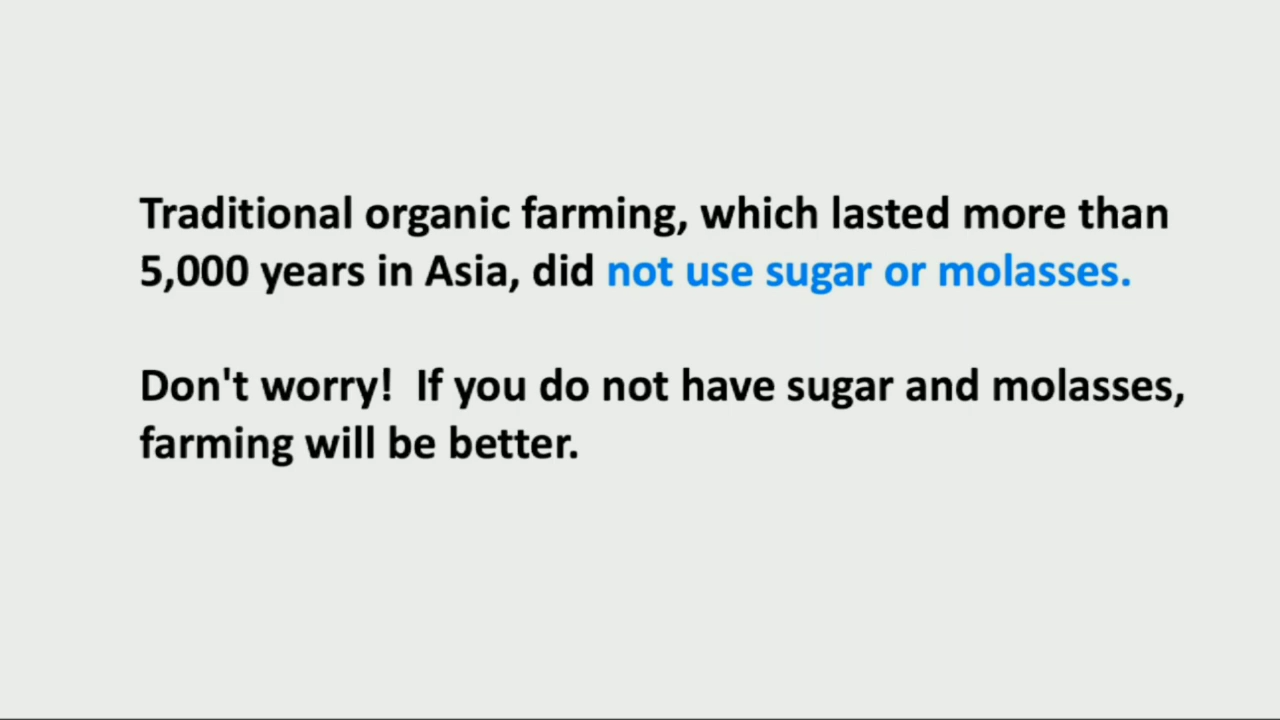 Traditional organic farming, which lasted more than
5,000 years in Asia, did not use sugar or molasses.
Don't worry!  If you do not have sugar and molasses,
farming will be better.